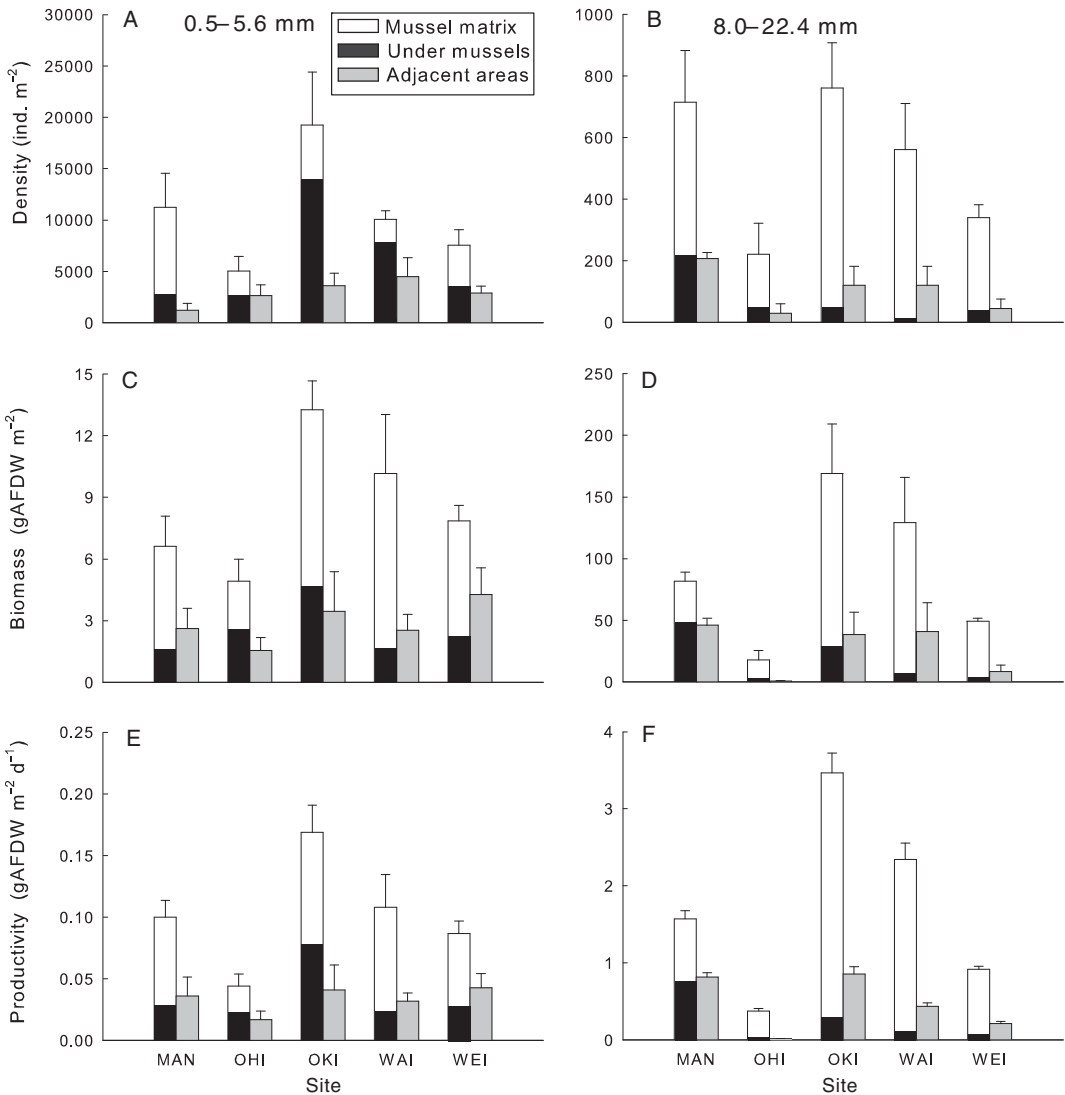 A
0.5–5.6 mm
Mussel matrix
Under mussels
Adjacent areas
Density (ind. m⁻²)
30000
25000
20000
15000
10000
5000
0
B
8.0–22.4 mm
1000
800
600
400
200
0
C
Biomass (gAFDW m⁻²)
15
12
9
6
3
0
D
250
200
150
100
50
0
E
Productivity (gAFDW m⁻² d⁻¹)
0.25
0.20
0.15
0.10
0.05
0.00
MAN OHI OKI WAI WEI
Site
F
4
3
2
1
0
MAN OHI OKI WAI WEI
Site